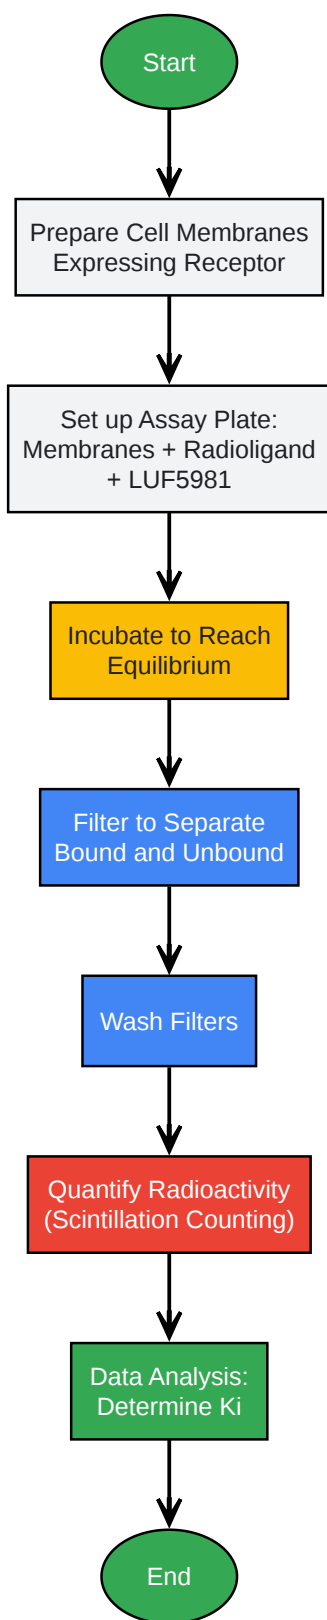 Start
Prepare Cell Membranes
Expressing Receptor
Set up Assay Plate:
Membranes + Radioligand
+ LUF5981
Incubate to Reach
Equilibrium
Filter to Separate
Bound and Unbound
Wash Filters
Quantify Radioactivity
(Scintillation Counting)
Data Analysis:
Determine Ki
End